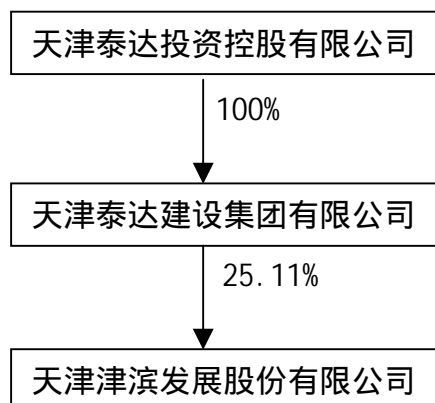 天津泰达投资控股有限公司
100%
天津泰达建设集团有限公司
25.11%
天津津滨发展股份有限公司